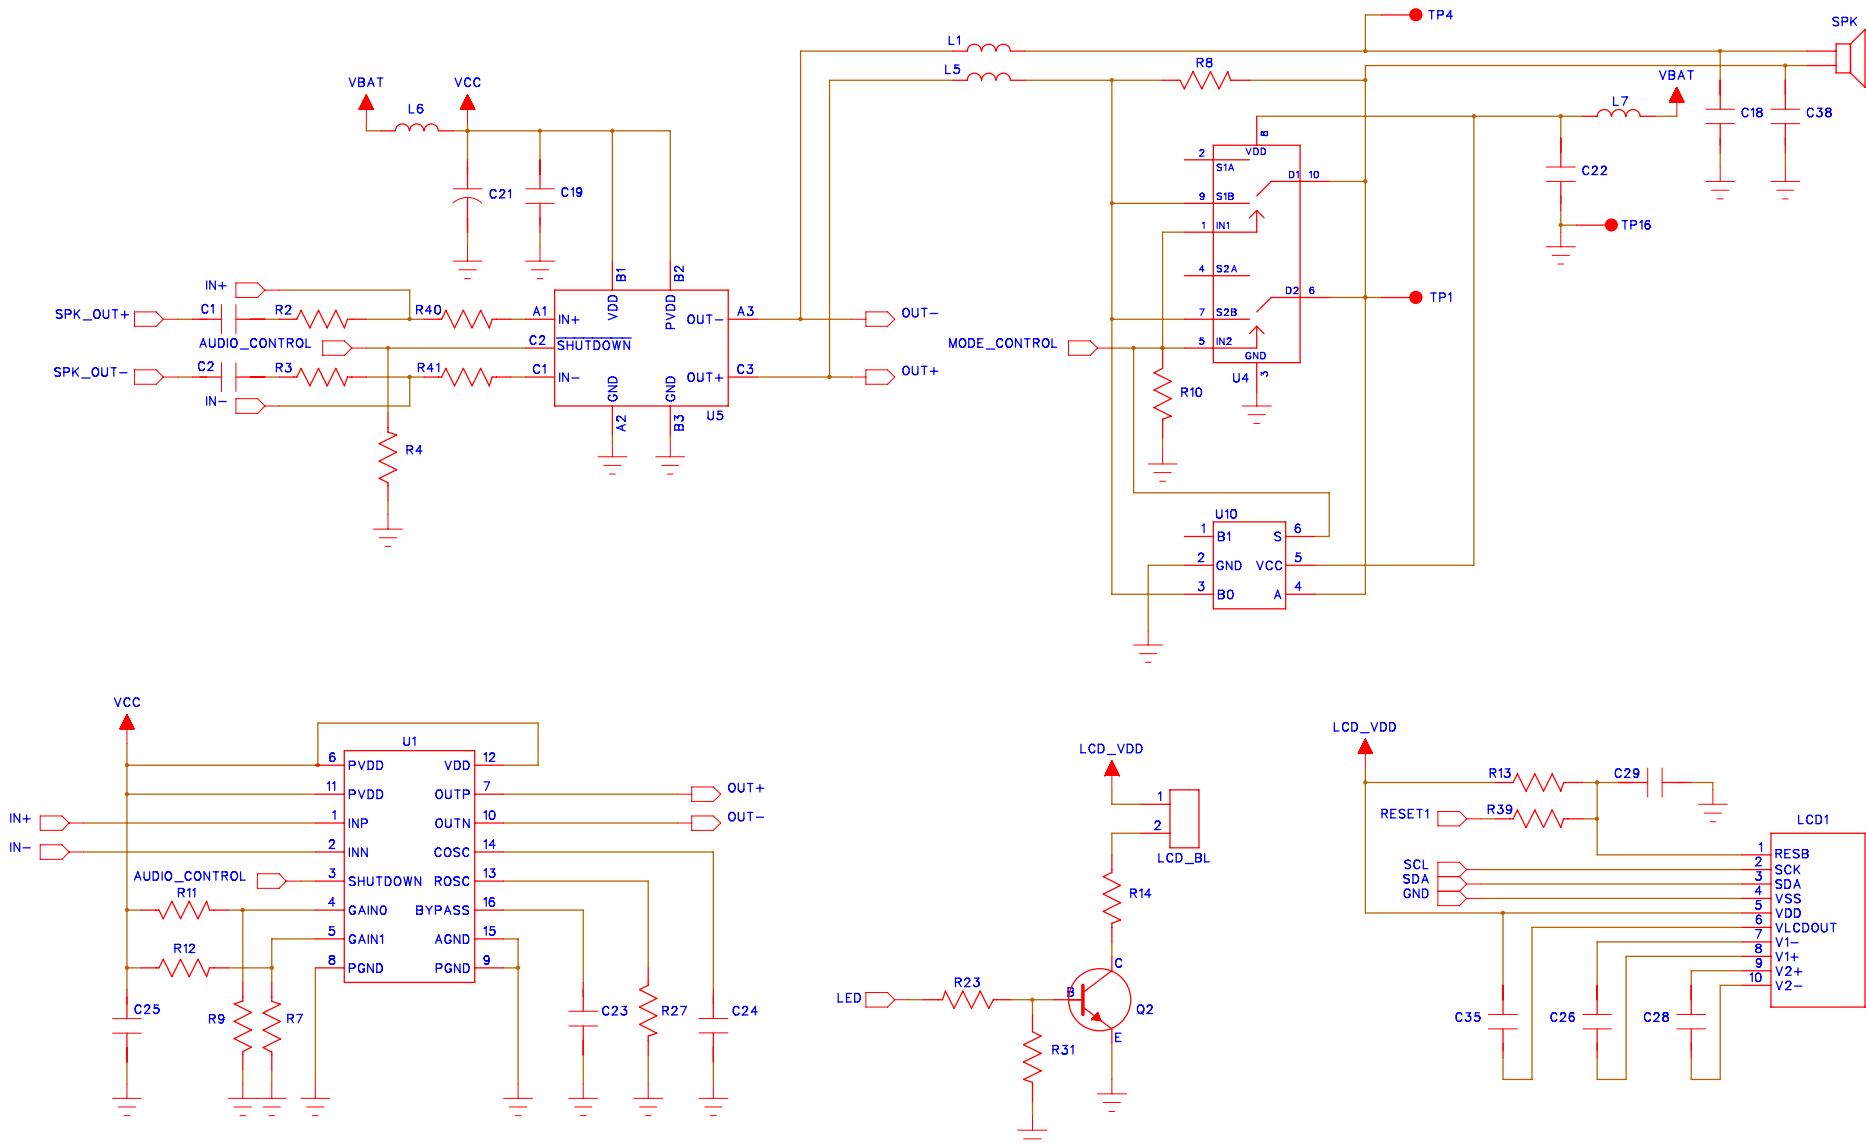 TP4
SPK
L1
L5
R8
VBAT
VBAT
VCC
L6
L7
C18
C38
C21
C19
C22
TP16
8
VDD
2
S1A
D1
10
9
S1B
1
IN1
4
S2A
D2
6
TP1
7
S2B
5
IN2
GND
3
U4
MODE_CONTROL
R10
IN+
SPK_OUT+
C1
R2
R40
AUDIO_CONTROL
SPK_OUT-
C2
R3
R41
IN-
R4
B1
B2
VDD
PVDD
A1
IN+
OUT-
A3
OUT-
C2
SHUTDOWN
C1
IN-
GND
GND
OUT+
C3
OUT+
A2
B3
U5
U10
1
B1
S
6
2
GND
VCC
5
3
B0
A
4
VCC
U1
6
PVDD
VDD
12
11
PVDD
OUTP
7
OUT+
IN+
1
INP
OUTN
10
OUT-
IN-
2
INN
COSC
14
AUDIO_CONTROL
3
SHUTDOWN
ROSC
13
R11
4
GAIN0
BYPASS
16
R12
5
GAIN1
AGND
15
8
PGND
PGND
9
C25
R9
R7
C23
R27
C24
LCD_VDD
1
2
LCD_BL
R14
C
LED
R23
B
Q2
E
R31
LCD_VDD
R13
C29
RESET1
R39
LCD1
1
RESB
SCL
2
SCK
SDA
3
SDA
GND
4
VSS
5
VDD
6
VLCDOUT
7
V1-
8
V1+
9
V2+
10
V2-
C35
C26
C28